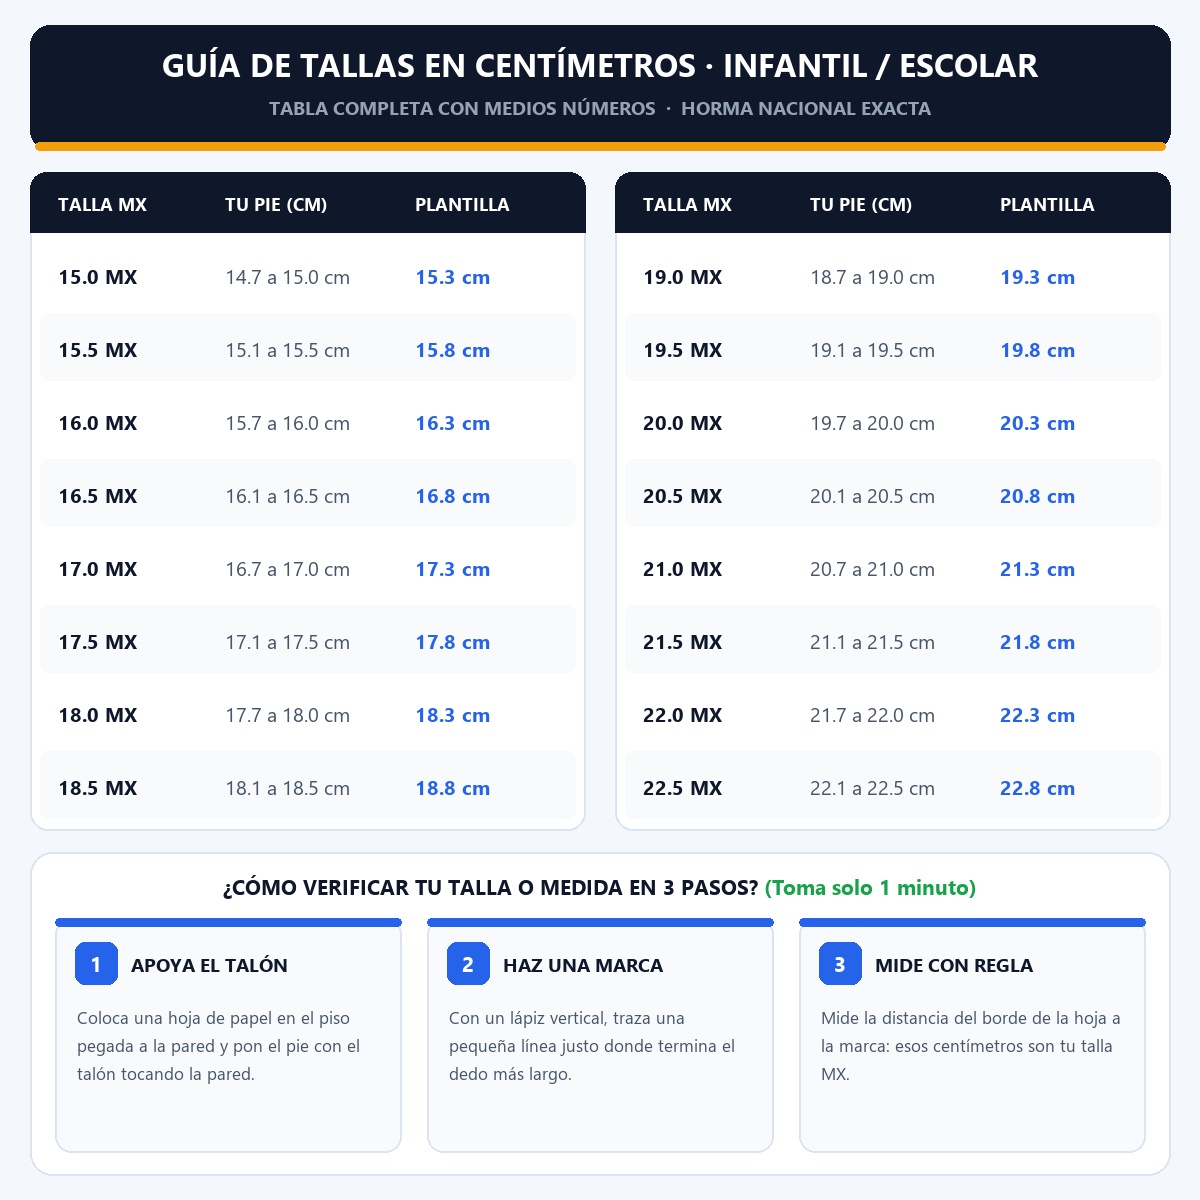 GUÍA DE TALLAS EN CENTÍMETROS · INFANTIL / ESCOLAR
TABLA COMPLETA CON MEDIOS NÚMEROS · HORMA NACIONAL EXACTA
TALLA MX TU PIE (CM) PLANTILLA
15.0 MX 14.7 a 15.0 cm 15.3 cm
15.5 MX 15.1 a 15.5 cm 15.8 cm
16.0 MX 15.7 a 16.0 cm 16.3 cm
16.5 MX 16.1 a 16.5 cm 16.8 cm
17.0 MX 16.7 a 17.0 cm 17.3 cm
17.5 MX 17.1 a 17.5 cm 17.8 cm
18.0 MX 17.7 a 18.0 cm 18.3 cm
18.5 MX 18.1 a 18.5 cm 18.8 cm
TALLA MX TU PIE (CM) PLANTILLA
19.0 MX 18.7 a 19.0 cm 19.3 cm
19.5 MX 19.1 a 19.5 cm 19.8 cm
20.0 MX 19.7 a 20.0 cm 20.3 cm
20.5 MX 20.1 a 20.5 cm 20.8 cm
21.0 MX 20.7 a 21.0 cm 21.3 cm
21.5 MX 21.1 a 21.5 cm 21.8 cm
22.0 MX 21.7 a 22.0 cm 22.3 cm
22.5 MX 22.1 a 22.5 cm 22.8 cm
¿CÓMO VERIFICAR TU TALLA O MEDIDA EN 3 PASOS? (Toma solo 1 minuto)
1 APOYA EL TALÓN
Coloca una hoja de papel en el piso
pegada a la pared y pon el pie con el
talón tocando la pared.
2 HAZ UNA MARCA
Con un lápiz vertical, traza una
pequeña línea justo donde termina el
dedo más largo.
3 MIDE CON REGLA
Mide la distancia del borde de la hoja a
la marca: esos centímetros son tu talla
MX.